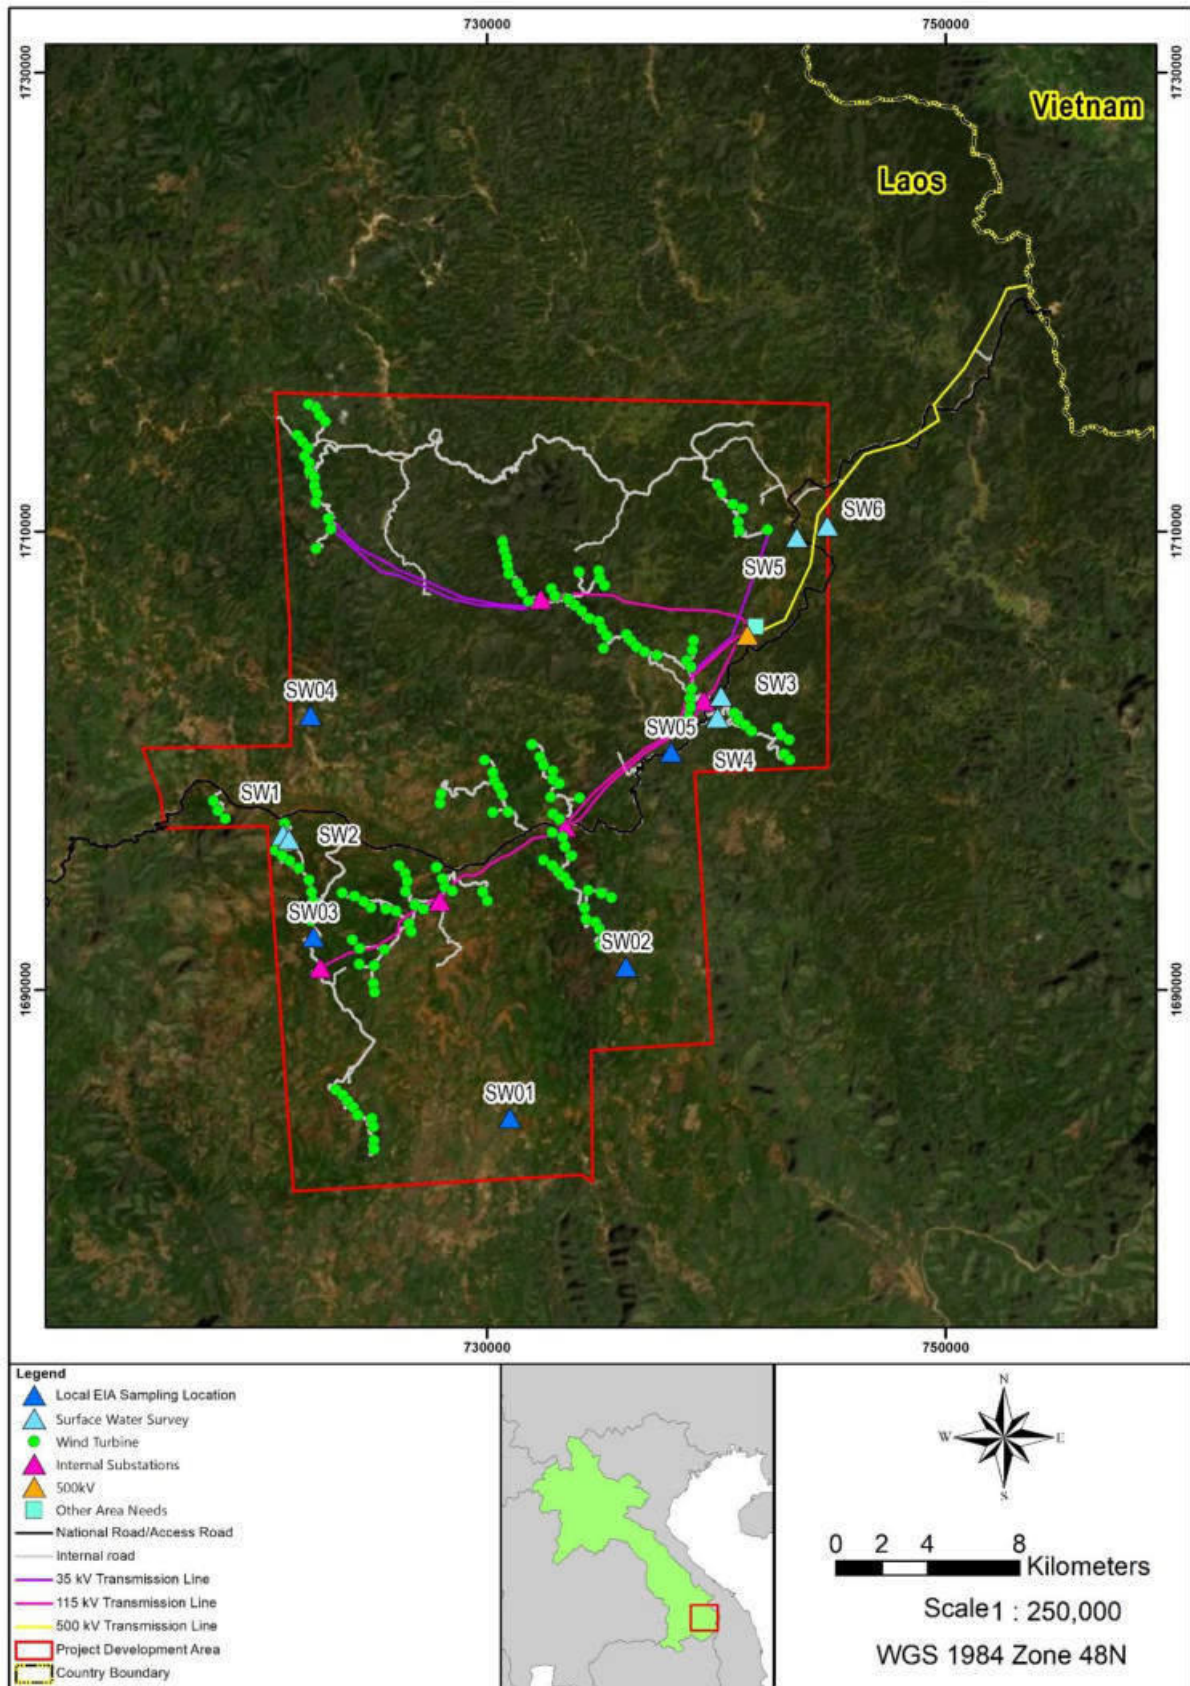 730000
750000
1730000
1730000
Vietnam
Laos
1710000
1710000
SW6
SW5
SW04
SW3
SW05
SW4
SW1
SW2
SW03
SW02
1690000
1690000
SW01
730000
750000
Legend
Local EIA Sampling Location
Surface Water Survey
Wind Turbine
Internal Substations
500kV
Other Area Needs
National Road/Access Road
Internal road
35 kV Transmission Line
115 kV Transmission Line
500 kV Transmission Line
Project Development Area
Country Boundary
N
W
E
S
0 2 4 8
Kilometers
Scale1 : 250,000
WGS 1984 Zone 48N